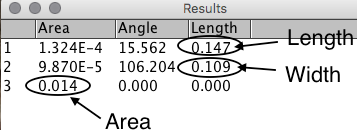 Results
Area Angle Length
1 1.324E-4 15.562 0.147 Length
2 9.870E-5 106.204 0.109 Width
3 0.014 0.000 0.000
Area